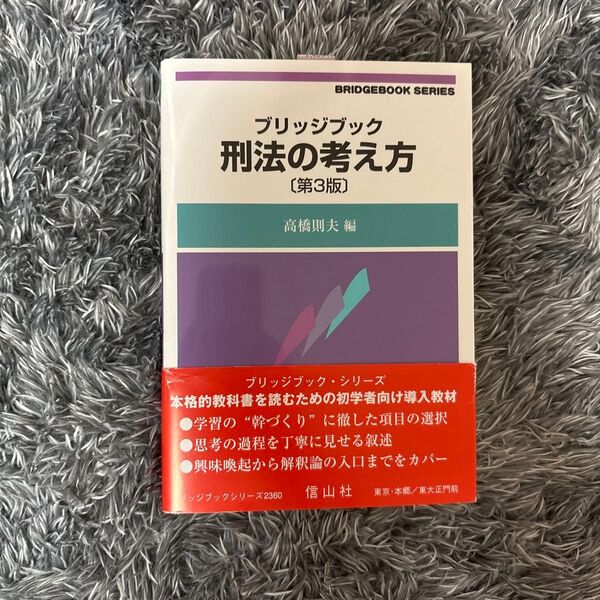 BRIDGEBOOK SERIES
ブリッジブック
刑法の考え方
〔第3版〕
高橋則夫 編
ブリッジブック・シリーズ
本格的教科書を読むための初学者向け導入教材
●学習の“幹づくり”に徹した項目の選択
●思考の過程を丁寧に見せる叙述
●興味喚起から解釈論の入口までをカバー
リッジブックシリーズ2360 信山社 東京・本郷／東大正門前